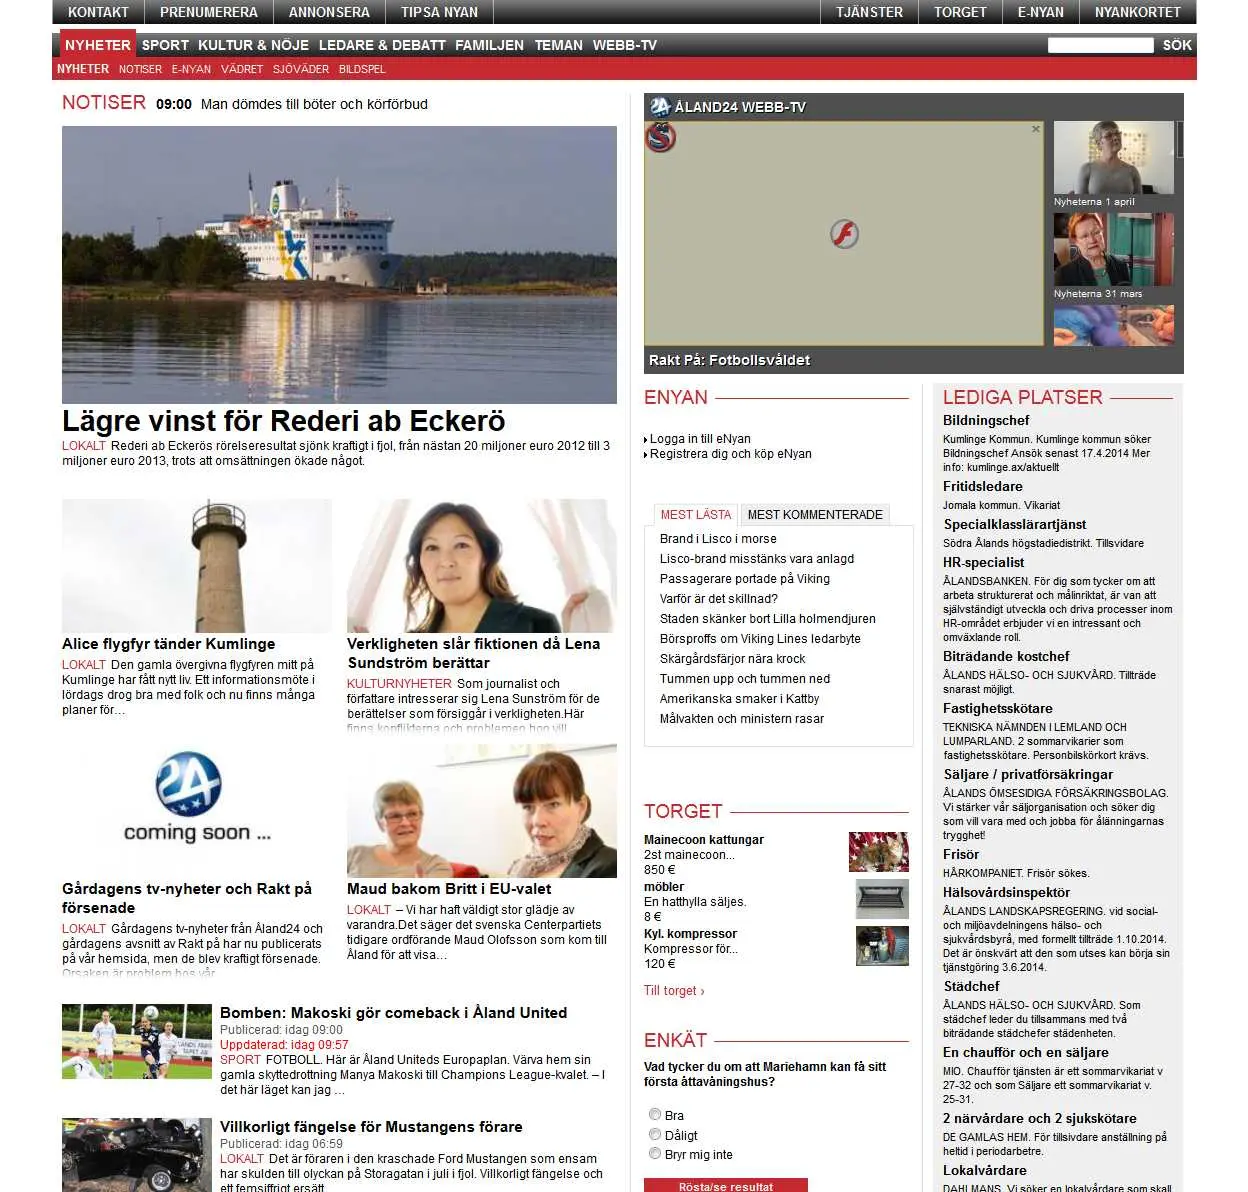 KONTAKT PRENUMERERA ANNONSERA TIPSA NYAN TJÄNSTER TORGET E-NYAN NYANKORTET
NYHETER SPORT KULTUR & NÖJE LEDARE & DEBATT FAMILJEN TEMAN WEBB-TV SÖK
NYHETER NOTISER E-NYAN VÄDRET SJÖVÄDER BILDSPEL
NOTISER 09:00 Man dömdes till böter och körförbud
Lägre vinst för Rederi ab Eckerö
LOKALT Rederi ab Eckerös rörelseresultat sjönk kraftigt i fjol, från nästan 20 miljoner euro 2012 till 3
miljoner euro 2013, trots att omsättningen ökade något.
Alice flygfyr tänder Kumlinge
LOKALT Den gamla övergivna flygfyren mitt på
Kumlinge har fått nytt liv. Ett informationsmöte i
lördags drog bra med folk och nu finns många
planer för…
Verkligheten slår fiktionen då Lena
Sundström berättar
KULTURNYHETER Som journalist och
författare intresserar sig Lena Sunström för de
berättelser som försiggår i verkligheten.Här
finns konflikterna och problemen hon vill
24
coming soon ...
Gårdagens tv-nyheter och Rakt på
försenade
LOKALT Gårdagens tv-nyheter från Åland24 och
gårdagens avsnitt av Rakt på har nu publicerats
på vår hemsida, men de blev kraftigt försenade.
Orsaken är problem hos vår
Maud bakom Britt i EU-valet
LOKALT – Vi har haft väldigt stor glädje av
varandra.Det säger det svenska Centerpartiets
tidigare ordförande Maud Olofsson som kom till
Åland för att visa…
Bomben: Makoski gör comeback i Åland United
Publicerad: idag 09:00
Uppdaterad: idag 09:57
SPORT FOTBOLL. Här är Åland Uniteds Europaplan. Värva hem sin
gamla skyttedrottning Manya Makoski till Champions League-kvalet. – I
det här läget kan jag …
Villkorligt fängelse för Mustangens förare
Publicerad: idag 06:59
LOKALT Det är föraren i den kraschade Ford Mustangen som ensam
har skulden till olyckan på Storagatan i juli i fjol. Villkorligt fängelse och
ett femsiffrigt ersätt
24 ÅLAND24 WEBB-TV
Nyheterna 1 april
Nyheterna 31 mars
Rakt På: Fotbollsvåldet
ENYAN
Logga in till eNyan
Registrera dig och köp eNyan
MEST LÄSTA MEST KOMMENTERADE
Brand i Lisco i morse
Lisco-brand misstänks vara anlagd
Passagerare portade på Viking
Varför är det skillnad?
Staden skänker bort Lilla holmendjuren
Börsproffs om Viking Lines ledarbyte
Skärgårdsfärjor nära krock
Tummen upp och tummen ned
Amerikanska smaker i Kattby
Målvakten och ministern rasar
TORGET
Mainecoon kattungar
2st mainecoon...
850 €
möbler
En hatthylla säljes.
8 €
Kyl. kompressor
Kompressor för...
120 €
Till torget ›
ENKÄT
Vad tycker du om att Mariehamn kan få sitt
första åttavåningshus?
Bra
Dåligt
Bryr mig inte
Rösta/se resultat
LEDIGA PLATSER
Bildningschef
Kumlinge Kommun. Kumlinge kommun söker
Bildningschef Ansök senast 17.4.2014 Mer
info: kumlinge.ax/aktuellt
Fritidsledare
Jomala kommun. Vikariat
Specialklasslärartjänst
Södra Ålands högstadiedistrikt. Tillsvidare
HR-specialist
ÅLANDSBANKEN. För dig som tycker om att
arbeta strukturerat och målinriktat, är van att
självständigt utveckla och driva processer inom
HR-området erbjuder vi en intressant och
omväxlande roll.
Biträdande kostchef
ÅLANDS HÄLSO- OCH SJUKVÅRD. Tillträde
snarast möjligt.
Fastighetsskötare
TEKNISKA NÄMNDEN I LEMLAND OCH
LUMPARLAND. 2 sommarvikarier som
fastighetsskötare. Personbilskörkort krävs.
Säljare / privatförsäkringar
ÅLANDS ÖMSESIDIGA FÖRSÄKRINGSBOLAG.
Vi stärker vår säljorganisation och söker dig
som vill vara med och jobba för ålänningarnas
trygghet!
Frisör
HÅRKOMPANIET. Frisör sökes.
Hälsovårdsinspektör
ÅLANDS LANDSKAPSREGERING. vid social-
och miljöavdelningens hälso- och
sjukvårdsbyrå, med formellt tillträde 1.10.2014.
Det är önskvärt att den som utses kan börja sin
tjänstgöring 3.6.2014.
Städchef
ÅLANDS HÄLSO- OCH SJUKVÅRD. Som
städchef leder du tillsammans med två
biträdande städchefer städenheten.
En chaufför och en säljare
MIO. Chaufför tjänsten är ett sommarvikariat v
27-32 och som Säljare ett sommarvikariat v.
25-31.
2 närvårdare och 2 sjukskötare
DE GAMLAS HEM. För tillsivdare anställning på
heltid i periodarbetre.
Lokalvårdare
DAHLMANS. Vi söker en lokalvårdare som skall